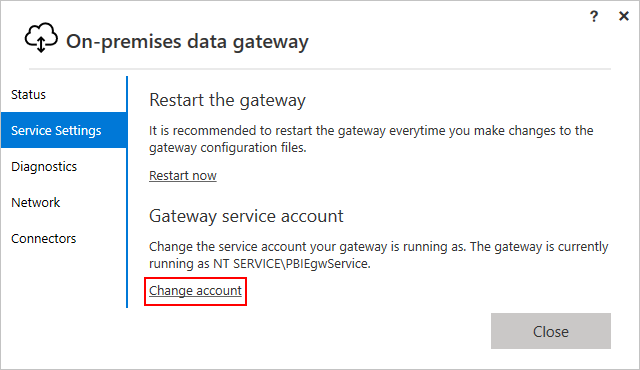 ? ×
On-premises data gateway
Status
Service Settings
Diagnostics
Network
Connectors
Restart the gateway
It is recommended to restart the gateway everytime you make changes to the
gateway configuration files.
Restart now
Gateway service account
Change the service account your gateway is running as. The gateway is currently
running as NT SERVICE\PBIEgwService.
Change account
Close